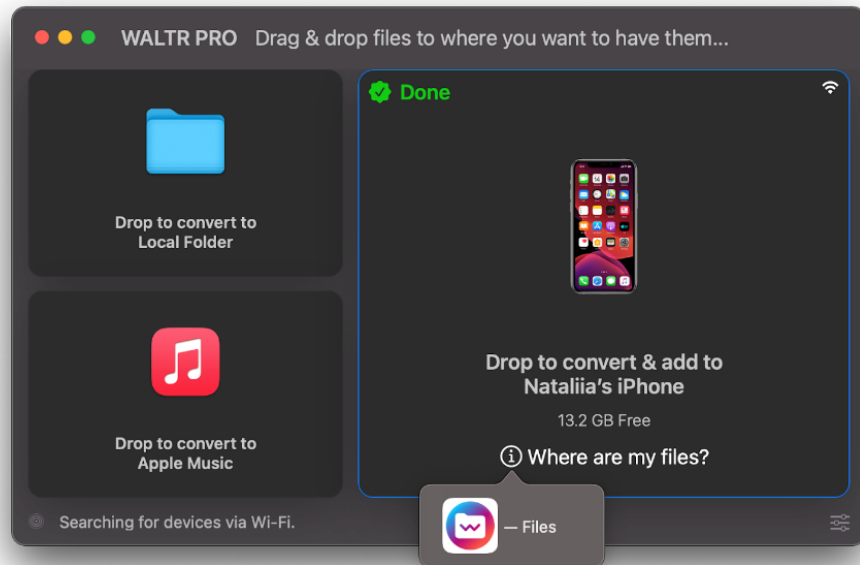 WALTR PRO Drag & drop files to where you want to have them...
Drop to convert to
Local Folder
Drop to convert to
Apple Music
Done
Drop to convert & add to
Nataliia's iPhone
13.2 GB Free
Where are my files?
— Files
Searching for devices via Wi-Fi.